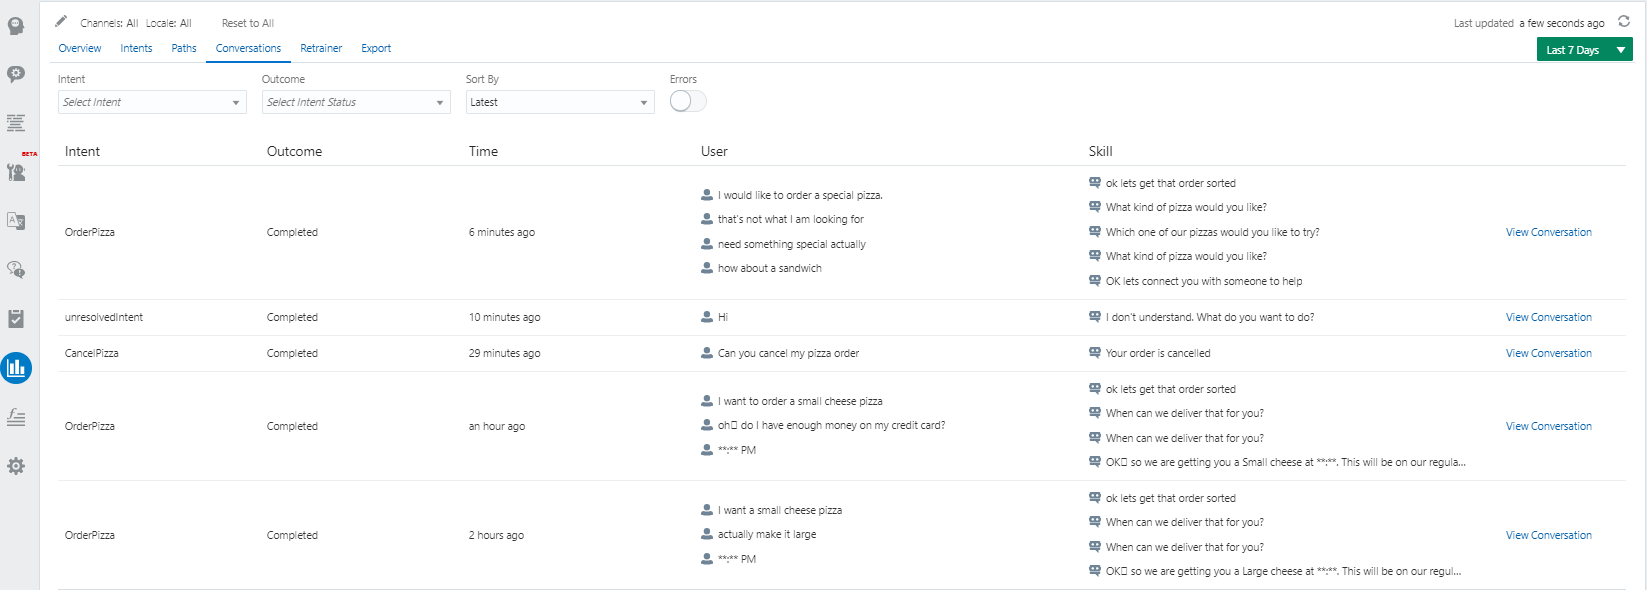 Channels: All Locale: All Reset to All
Last updated a few seconds ago
Overview Intents Paths Conversations Retrainer Export
Last 7 Days
Intent Outcome Sort By Errors
Select Intent Select Intent Status Latest
BETA
Intent Outcome Time User Skill
OrderPizza Completed 6 minutes ago
I would like to order a special pizza.
that's not what I am looking for
need something special actually
how about a sandwich
ok lets get that order sorted
What kind of pizza would you like?
Which one of our pizzas would you like to try?
What kind of pizza would you like?
OK lets connect you with someone to help
View Conversation
unresolvedIntent Completed 10 minutes ago Hi I don't understand. What do you want to do? View Conversation
CancelPizza Completed 29 minutes ago Can you cancel my pizza order Your order is cancelled View Conversation
OrderPizza Completed an hour ago
I want to order a small cheese pizza
oh▯ do I have enough money on my credit card?
**:** PM
ok lets get that order sorted
When can we deliver that for you?
When can we deliver that for you?
OK▯ so we are getting you a Small cheese at **:**. This will be on our regula...
View Conversation
OrderPizza Completed 2 hours ago
I want a small cheese pizza
actually make it large
**:** PM
ok lets get that order sorted
When can we deliver that for you?
When can we deliver that for you?
OK▯ so we are getting you a Large cheese at **:**. This will be on our regul...
View Conversation